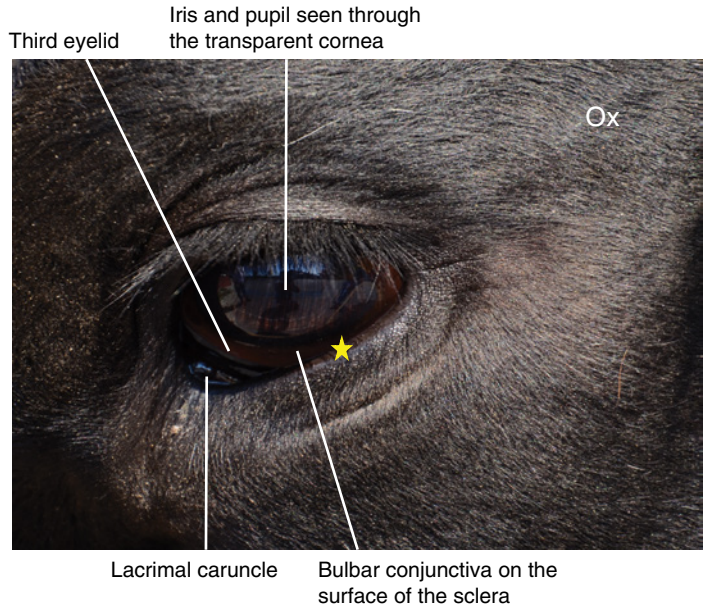 Iris and pupil seen through
the transparent cornea
Third eyelid
Ox
Lacrimal caruncle
Bulbar conjunctiva on the
surface of the sclera